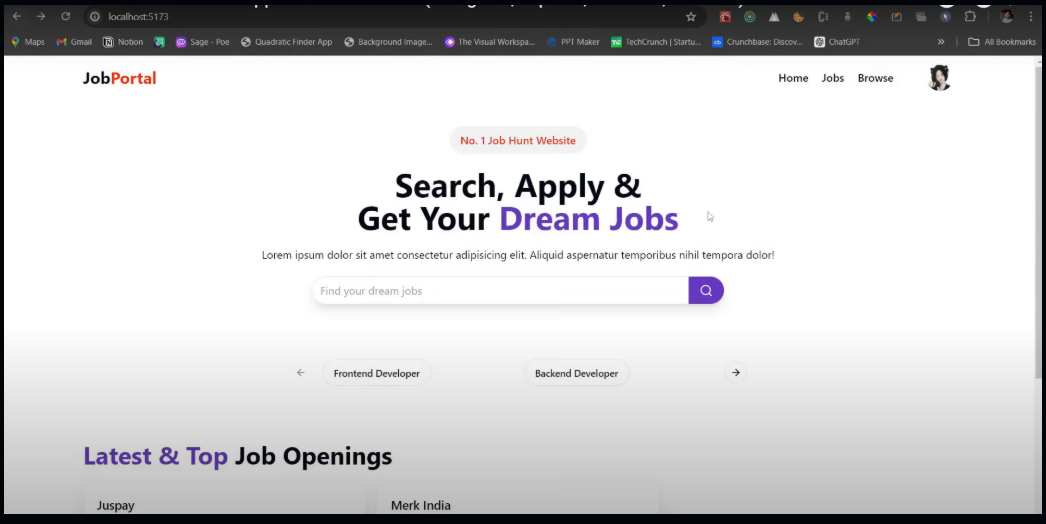 localhost:5173
Maps Gmail Notion Sage - Poe Quadratic Finder App Background Image... The Visual Workspa... PPT Maker TechCrunch | Startu... Crunchbase: Discov... ChatGPT » All Bookmarks
JobPortal Home Jobs Browse
No. 1 Job Hunt Website
Search, Apply &
Get Your Dream Jobs
Lorem ipsum dolor sit amet consectetur adipisicing elit. Aliquid aspernatur temporibus nihil tempora dolor!
Find your dream jobs
Frontend Developer Backend Developer
Latest & Top Job Openings
Juspay Merk India